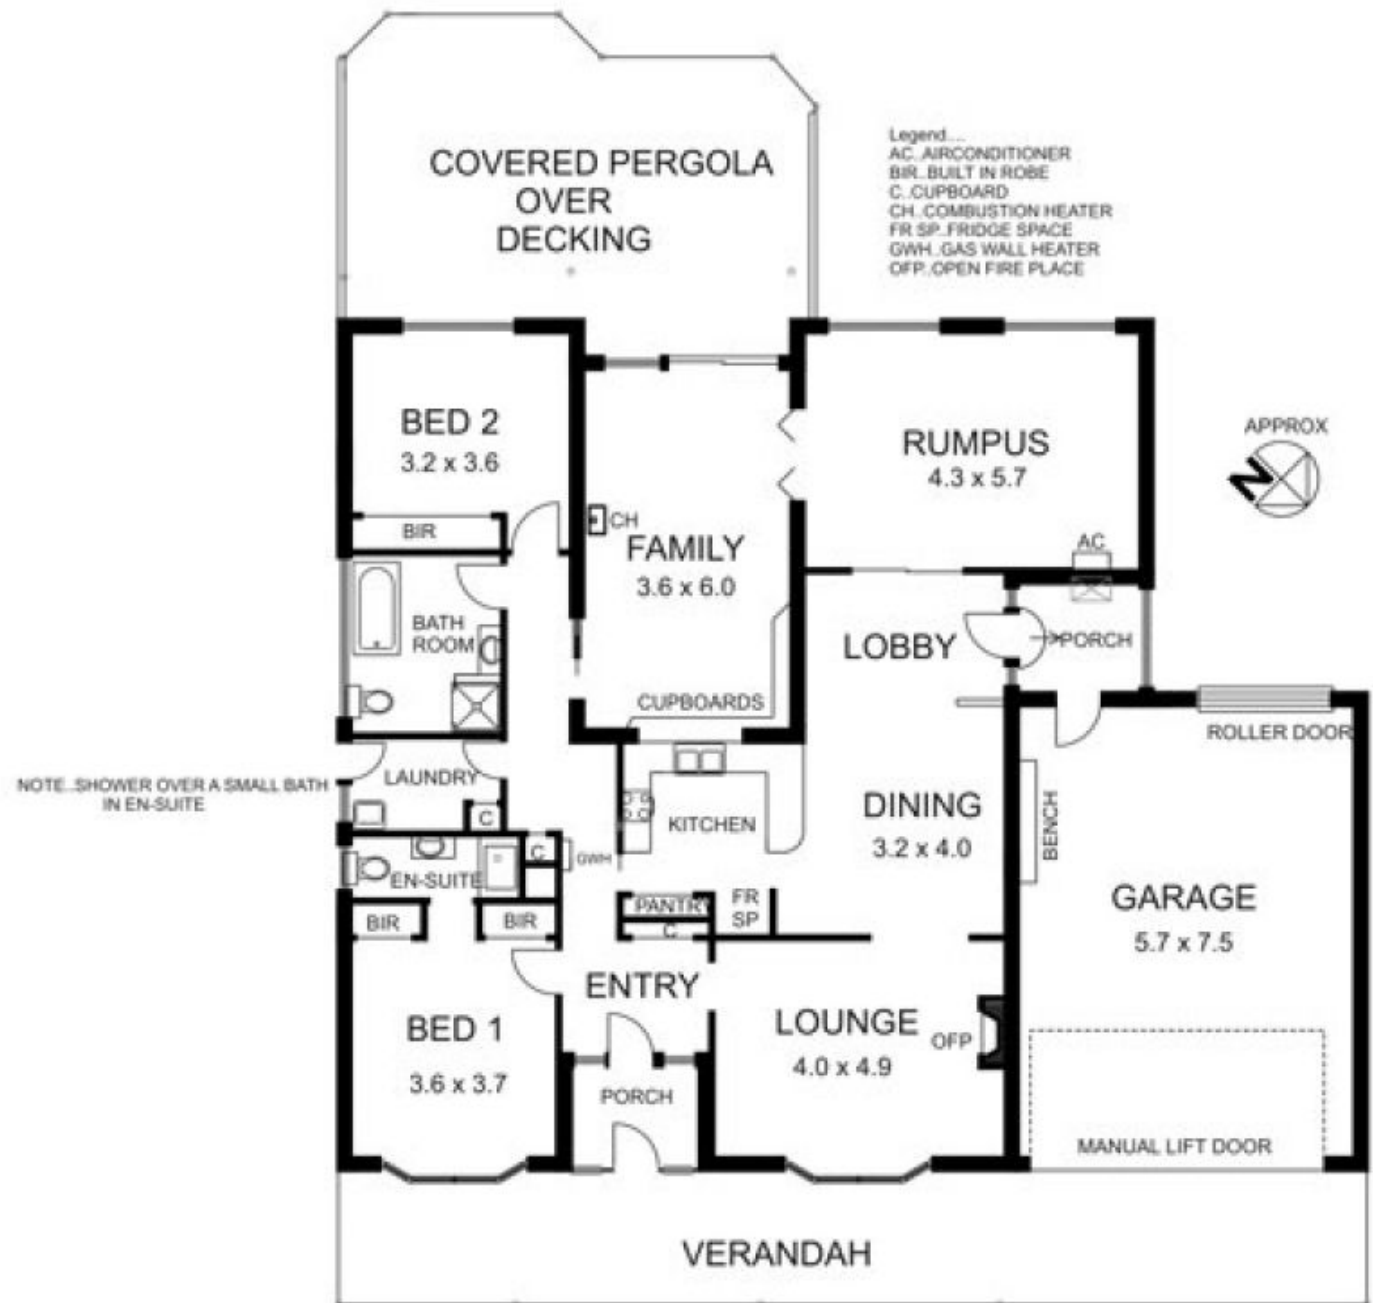 COVERED PERGOLA
OVER
DECKING
Legend....
AC..AIRCONDITIONER
BIR..BUILT IN ROBE
C..CUPBOARD
CH..COMBUSTION HEATER
FR SP..FRIDGE SPACE
GWH..GAS WALL HEATER
OFP..OPEN FIRE PLACE
BED 2
3.2 x 3.6
BIR
CH
FAMILY
3.6 x 6.0
RUMPUS
4.3 x 5.7
AC
APPROX
N
BATH
ROOM
CUPBOARDS
LOBBY
PORCH
ROLLER DOOR
NOTE..SHOWER OVER A SMALL BATH
IN EN-SUITE
LAUNDRY
C
C
GWH
EN-SUITE
KITCHEN
DINING
3.2 x 4.0
BENCH
GARAGE
5.7 x 7.5
BIR
BIR
PANTRY
C
FR
SP
ENTRY
BED 1
3.6 x 3.7
LOUNGE
4.0 x 4.9
OFP
PORCH
MANUAL LIFT DOOR
VERANDAH